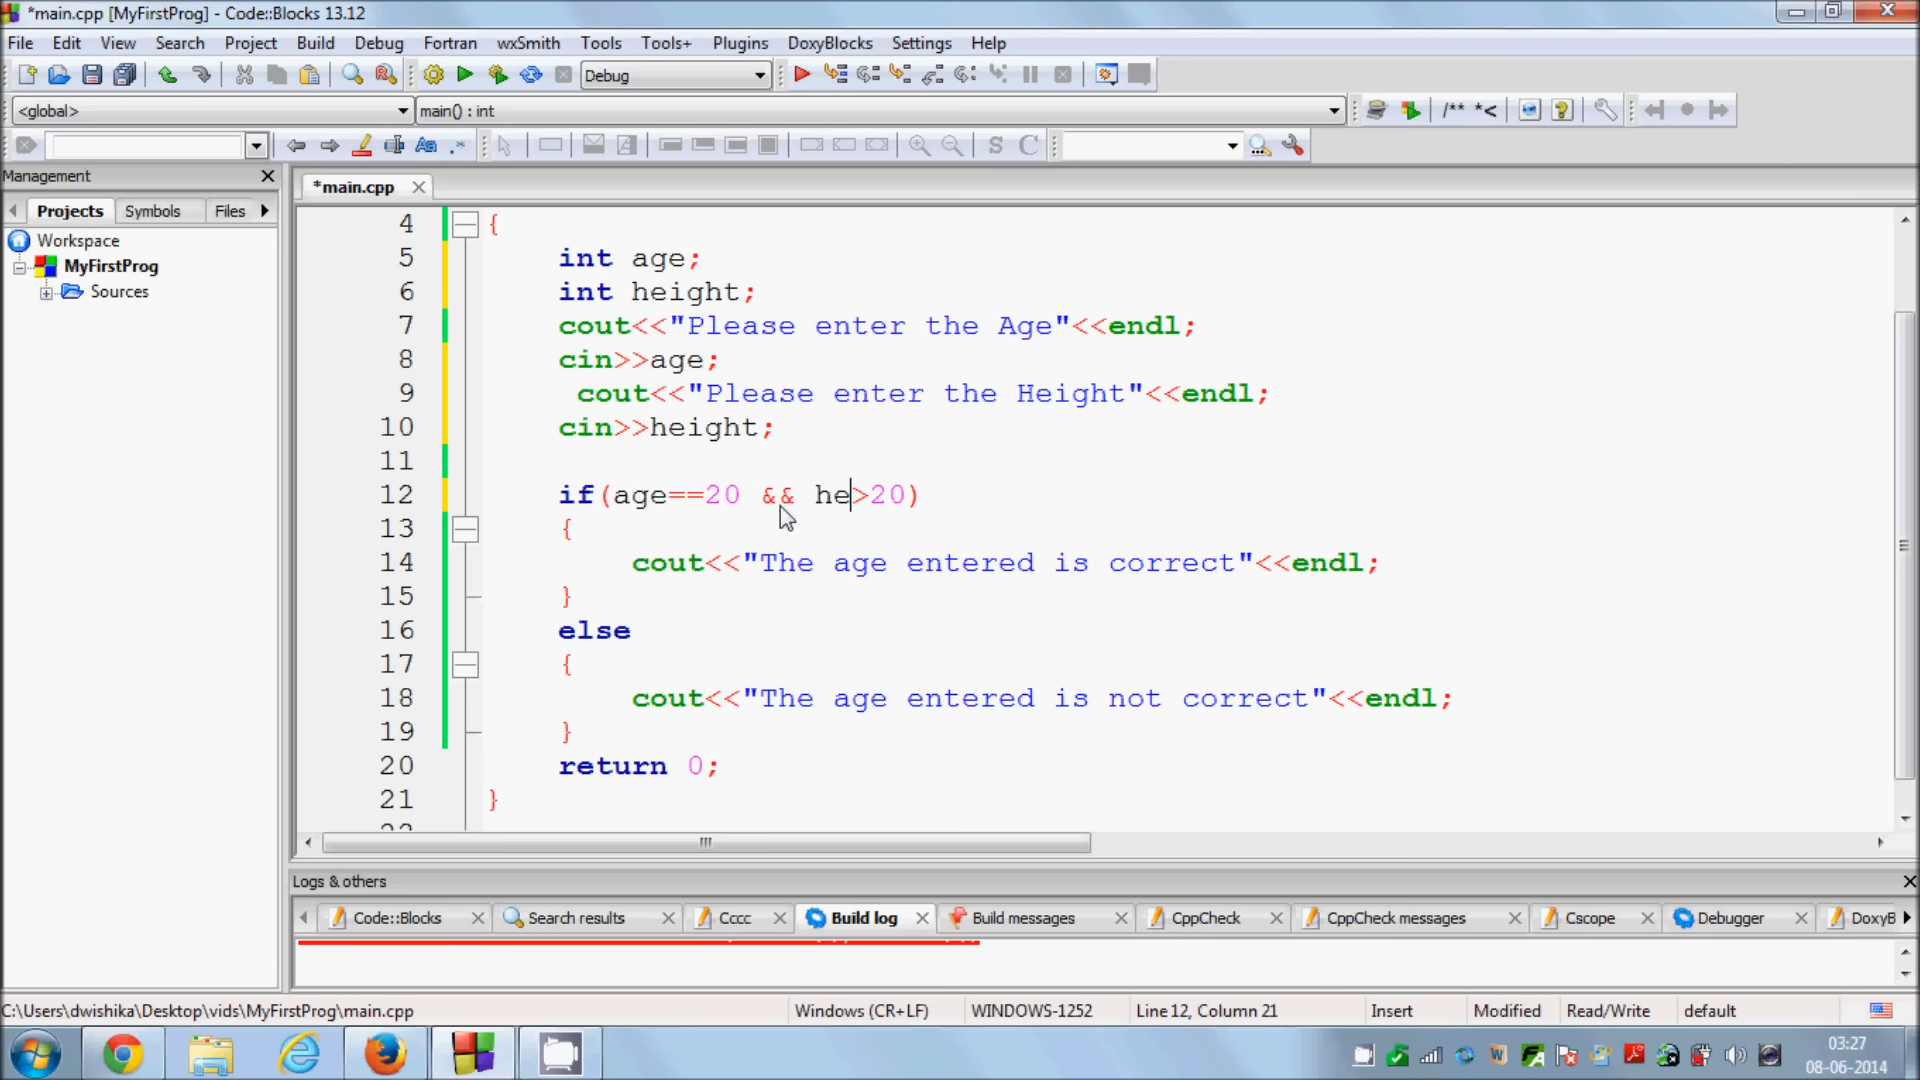 *main.cpp [MyFirstProg] - Code::Blocks 13.12
File Edit View Search Project Build Debug Fortran wxSmith Tools Tools+ Plugins DoxyBlocks Settings Help
Debug
<global> main() : int /** *<
S C
Management
*main.cpp
Projects Symbols Files
Workspace
MyFirstProg
Sources
4 {
5 int age;
6 int height;
7 cout<<"Please enter the Age"<<endl;
8 cin>>age;
9 cout<<"Please enter the Height"<<endl;
10 cin>>height;
11
12 if(age==20 && he>20)
13 {
14 cout<<"The age entered is correct"<<endl;
15 }
16 else
17 {
18 cout<<"The age entered is not correct"<<endl;
19 }
20 return 0;
21 }
Logs & others
Code::Blocks Search results Cccc Build log Build messages CppCheck CppCheck messages Cscope Debugger DoxyB
C:\Users\dwishika\Desktop\vids\MyFirstProg\main.cpp Windows (CR+LF) WINDOWS-1252 Line 12, Column 21 Insert Modified Read/Write default
03:27
08-06-2014